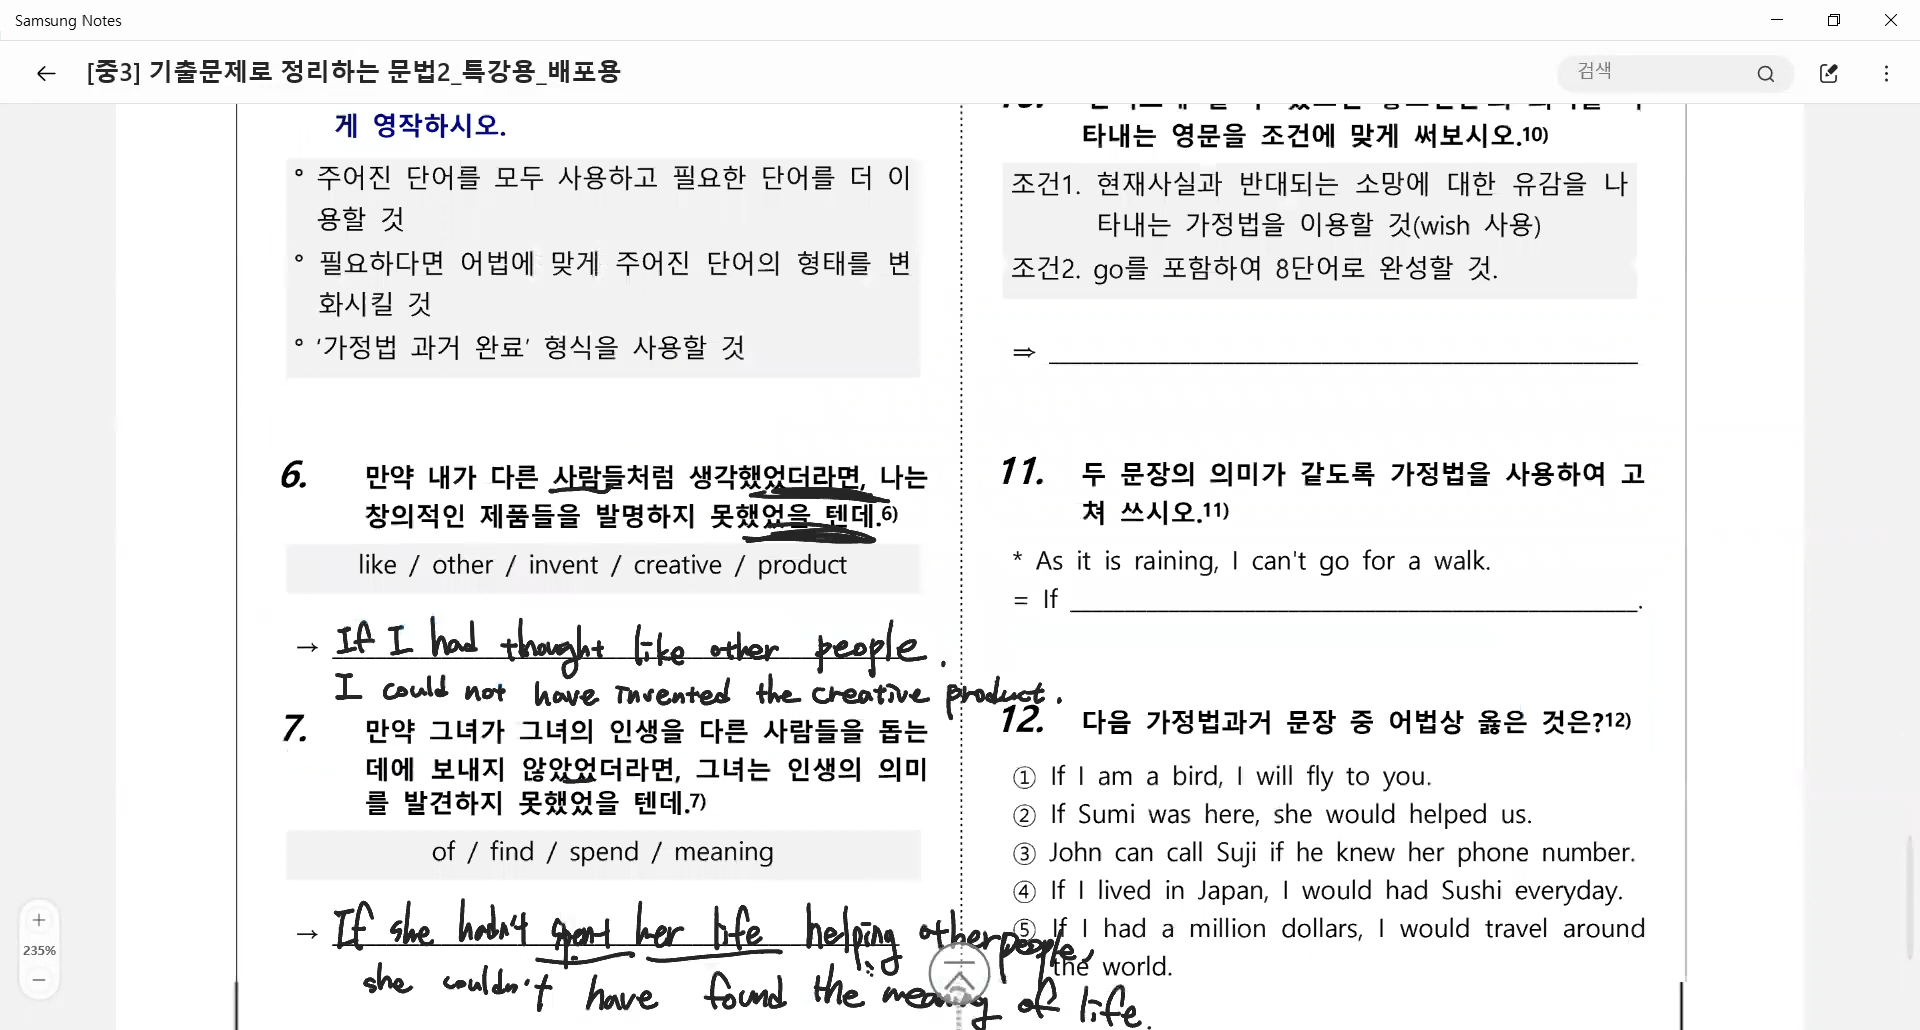 Samsung Notes
[중3] 기출문제로 정리하는 문법2_특강용_배포용
검색
게 영작하시오.
° 주어진 단어를 모두 사용하고 필요한 단어를 더 이
용할 것
° 필요하다면 어법에 맞게 주어진 단어의 형태를 변
화시킬 것
° ‘가정법 과거 완료’ 형식을 사용할 것
6. 만약 내가 다른 사람들처럼 생각했었더라면, 나는
창의적인 제품들을 발명하지 못했었을 텐데.6)
like / other / invent / creative / product
→ If I had thought like other people.
I could not have invented the creative product.
7. 만약 그녀가 그녀의 인생을 다른 사람들을 돕는
데에 보내지 않았었더라면, 그녀는 인생의 의미
를 발견하지 못했었을 텐데.7)
of / find / spend / meaning
→ If she hadn't spent her life helping other people,
she couldn't have found the meaning of life.
타내는 영문을 조건에 맞게 써보시오.10)
조건1. 현재사실과 반대되는 소망에 대한 유감을 나
타내는 가정법을 이용할 것(wish 사용)
조건2. go를 포함하여 8단어로 완성할 것.
⇒
11. 두 문장의 의미가 같도록 가정법을 사용하여 고
쳐 쓰시오.11)
* As it is raining, I can't go for a walk.
= If .
12. 다음 가정법과거 문장 중 어법상 옳은 것은?12)
① If I am a bird, I will fly to you.
② If Sumi was here, she would helped us.
③ John can call Suji if he knew her phone number.
④ If I lived in Japan, I would had Sushi everyday.
⑤ If I had a million dollars, I would travel around
the world.
235%